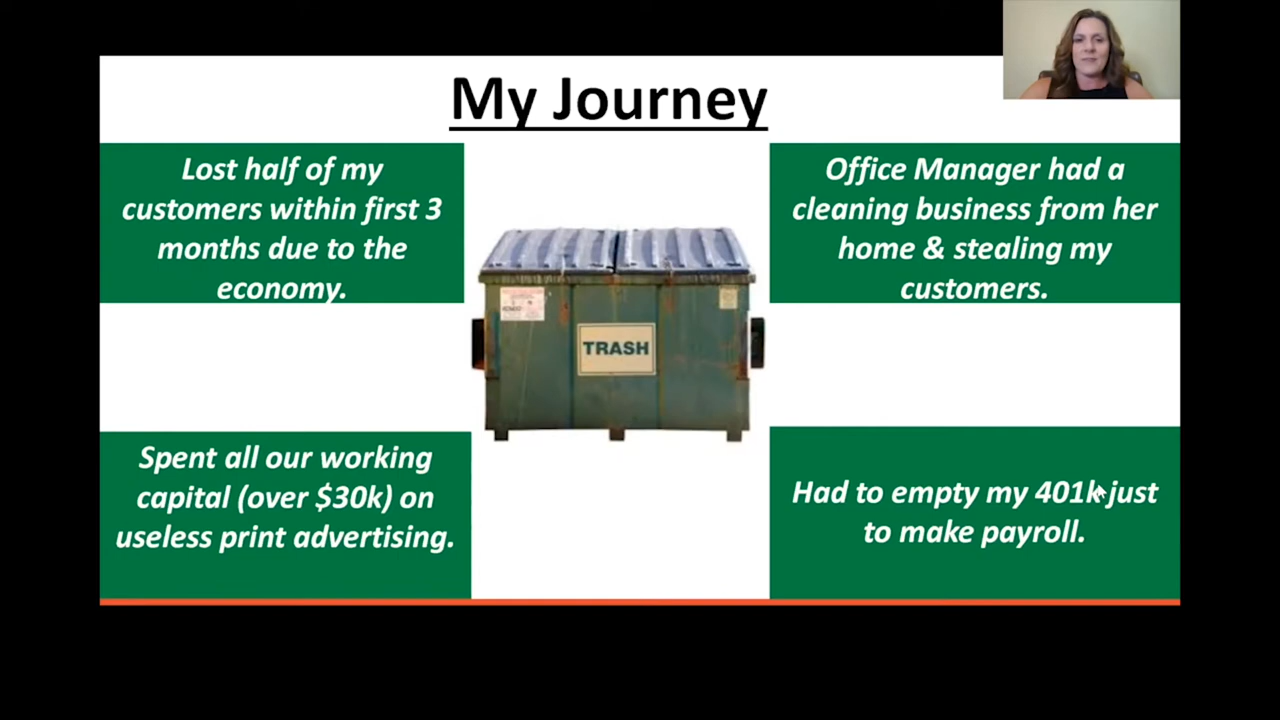 My Journey
Lost half of my
customers within first 3
months due to the
economy.
Office Manager had a
cleaning business from her
home & stealing my
customers.
TRASH
Spent all our working
capital (over $30k) on
useless print advertising.
Had to empty my 401k just
to make payroll.